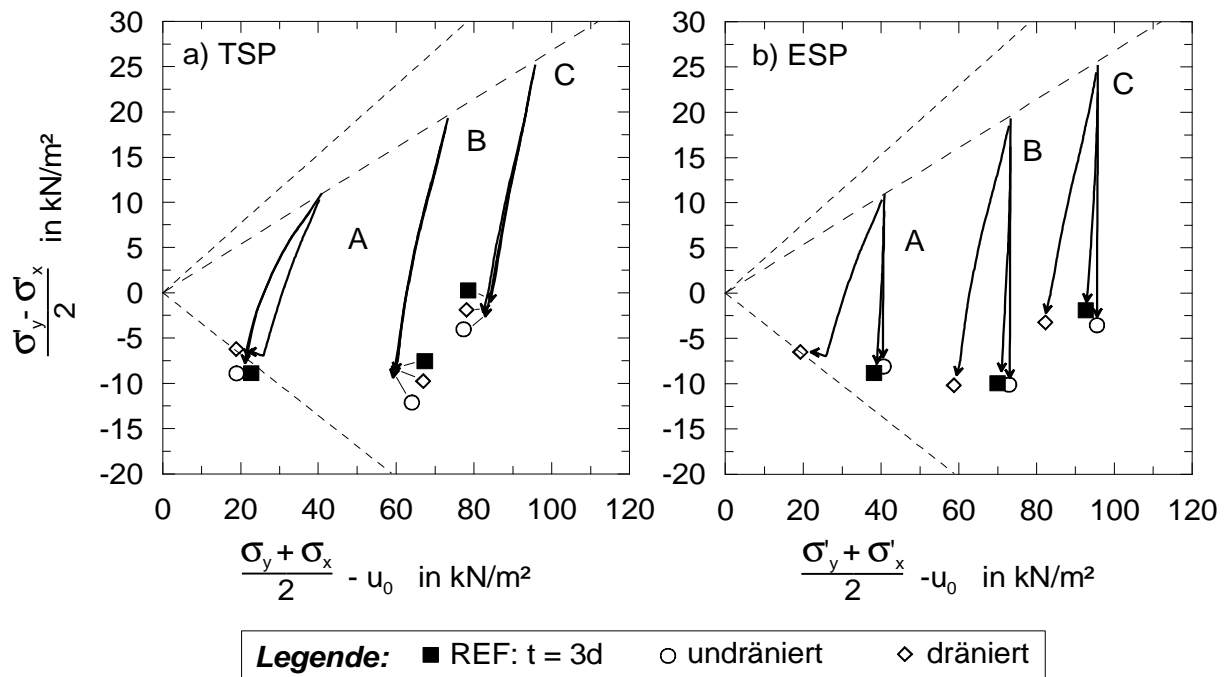 a) TSP
A
B
C
30
25
20
15
10
5
0
-5
-10
-15
-20
0 20 40 60 80 100 120
σ'y - σ'x
2
in kN/m²
σy + σx
2
- u0 in kN/m²
b) ESP
A
B
C
30
25
20
15
10
5
0
-5
-10
-15
-20
0 20 40 60 80 100 120
σ'y + σ'x
2
-u0 in kN/m²
Legende: ■ REF: t = 3d ○ undräniert ◇ dräniert